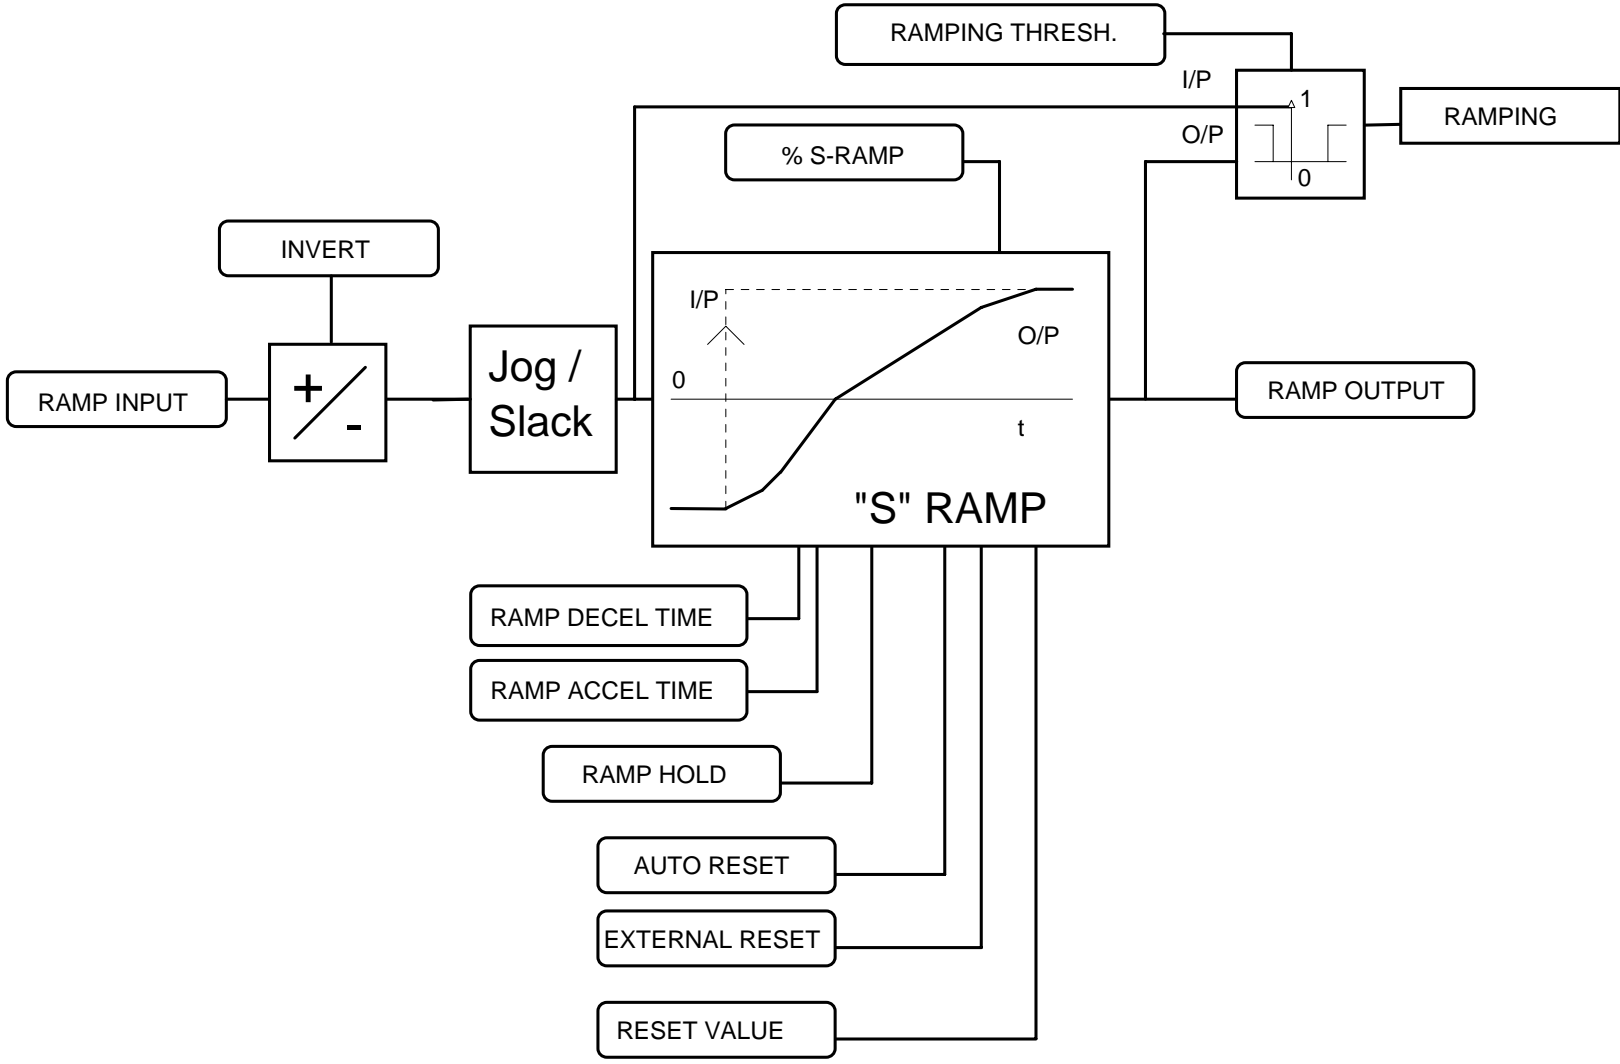 RAMPING THRESH.
I/P
1
RAMPING
O/P
0
% S-RAMP
INVERT
I/P
O/P
Jog /
Slack
0
+
-
RAMP INPUT
RAMP OUTPUT
t
"S" RAMP
RAMP DECEL TIME
RAMP ACCEL TIME
RAMP HOLD
AUTO RESET
EXTERNAL RESET
RESET VALUE